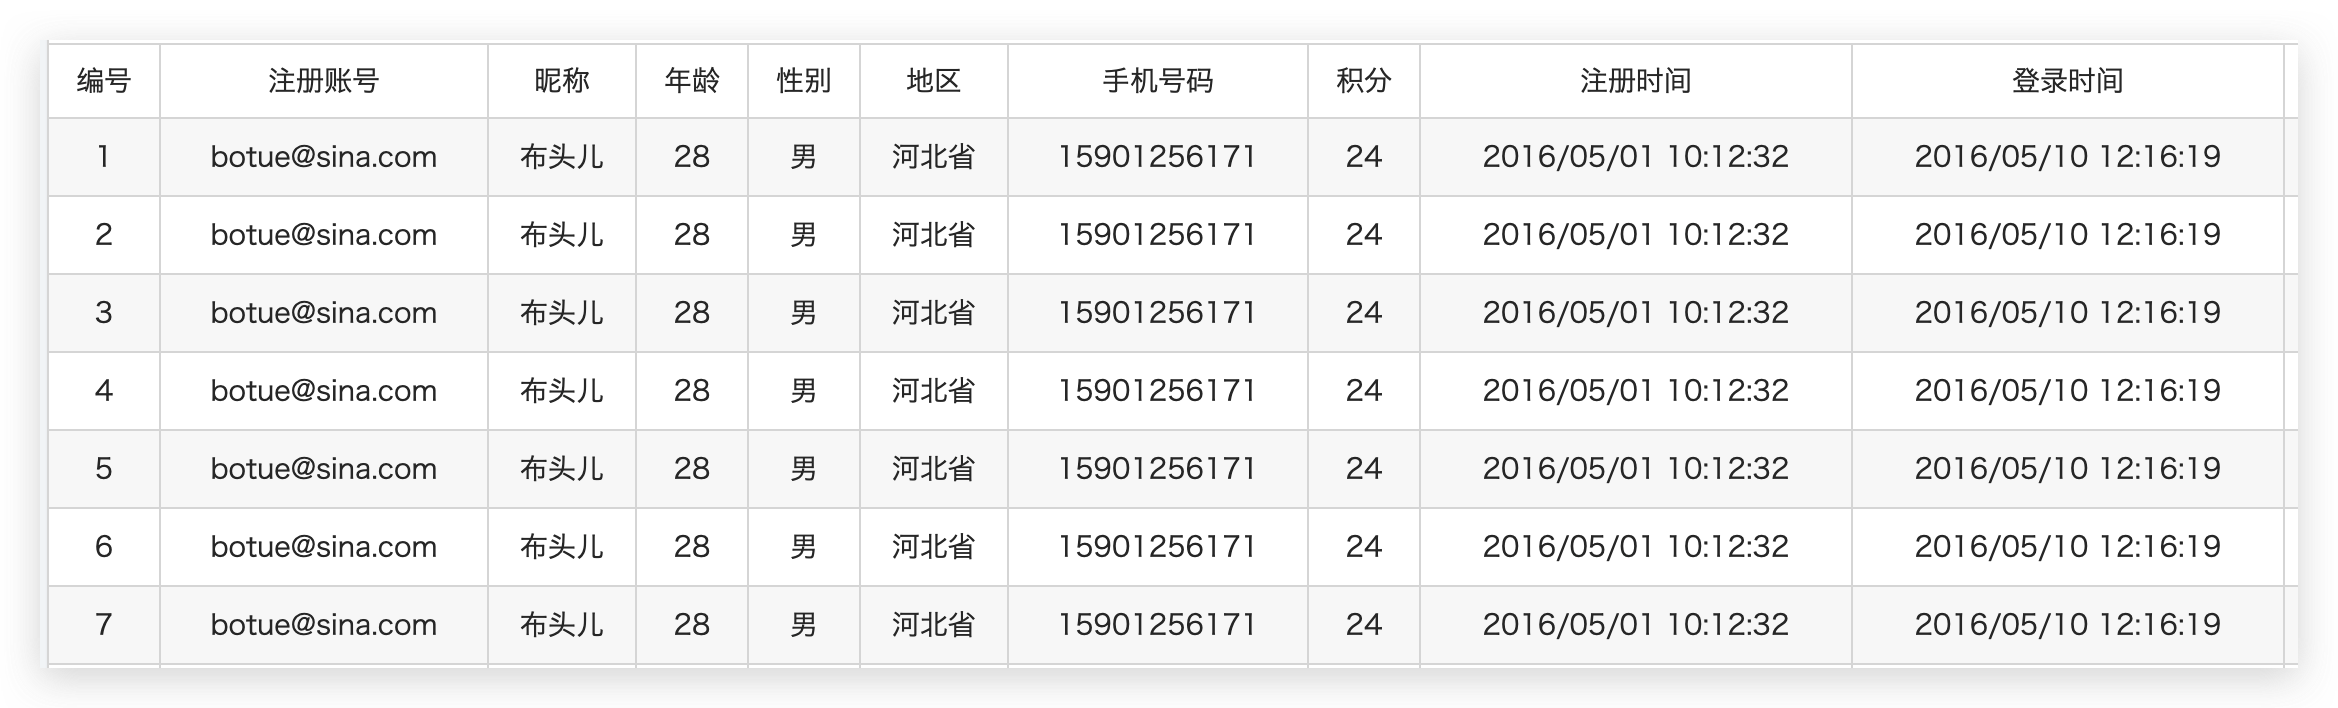 编号 注册账号 昵称 年龄 性别 地区 手机号码 积分 注册时间 登录时间
1 botue@sina.com 布头儿 28 男 河北省 15901256171 24 2016/05/01 10:12:32 2016/05/10 12:16:19
2 botue@sina.com 布头儿 28 男 河北省 15901256171 24 2016/05/01 10:12:32 2016/05/10 12:16:19
3 botue@sina.com 布头儿 28 男 河北省 15901256171 24 2016/05/01 10:12:32 2016/05/10 12:16:19
4 botue@sina.com 布头儿 28 男 河北省 15901256171 24 2016/05/01 10:12:32 2016/05/10 12:16:19
5 botue@sina.com 布头儿 28 男 河北省 15901256171 24 2016/05/01 10:12:32 2016/05/10 12:16:19
6 botue@sina.com 布头儿 28 男 河北省 15901256171 24 2016/05/01 10:12:32 2016/05/10 12:16:19
7 botue@sina.com 布头儿 28 男 河北省 15901256171 24 2016/05/01 10:12:32 2016/05/10 12:16:19